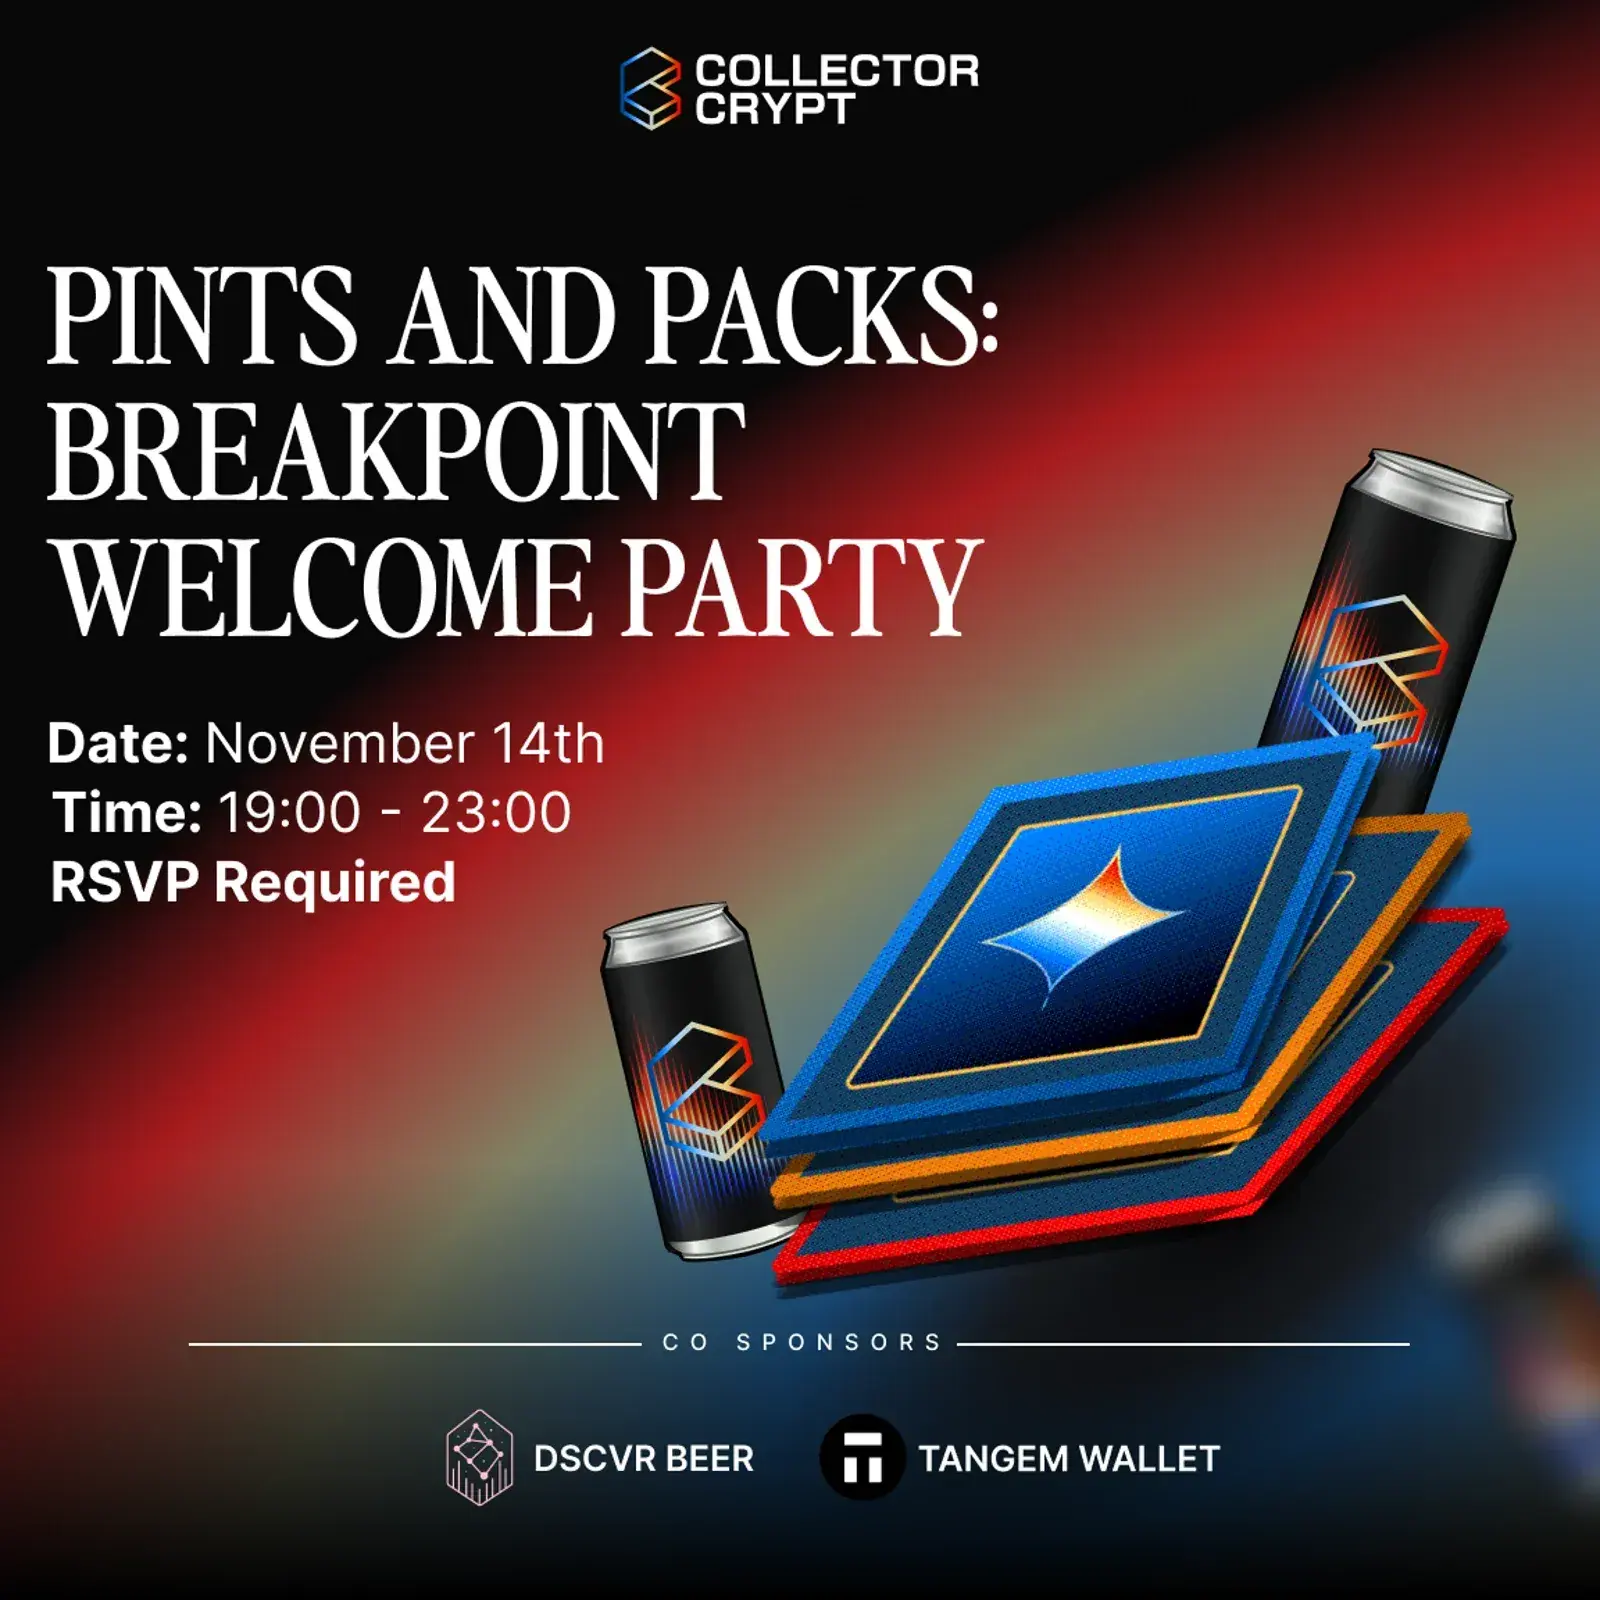 COLLECTOR
CRYPT
PINTS AND PACKS:
BREAKPOINT
WELCOME PARTY
Date: November 14th
Time: 19:00 - 23:00
RSVP Required
CO SPONSORS
DSCVR BEER
TANGEM WALLET